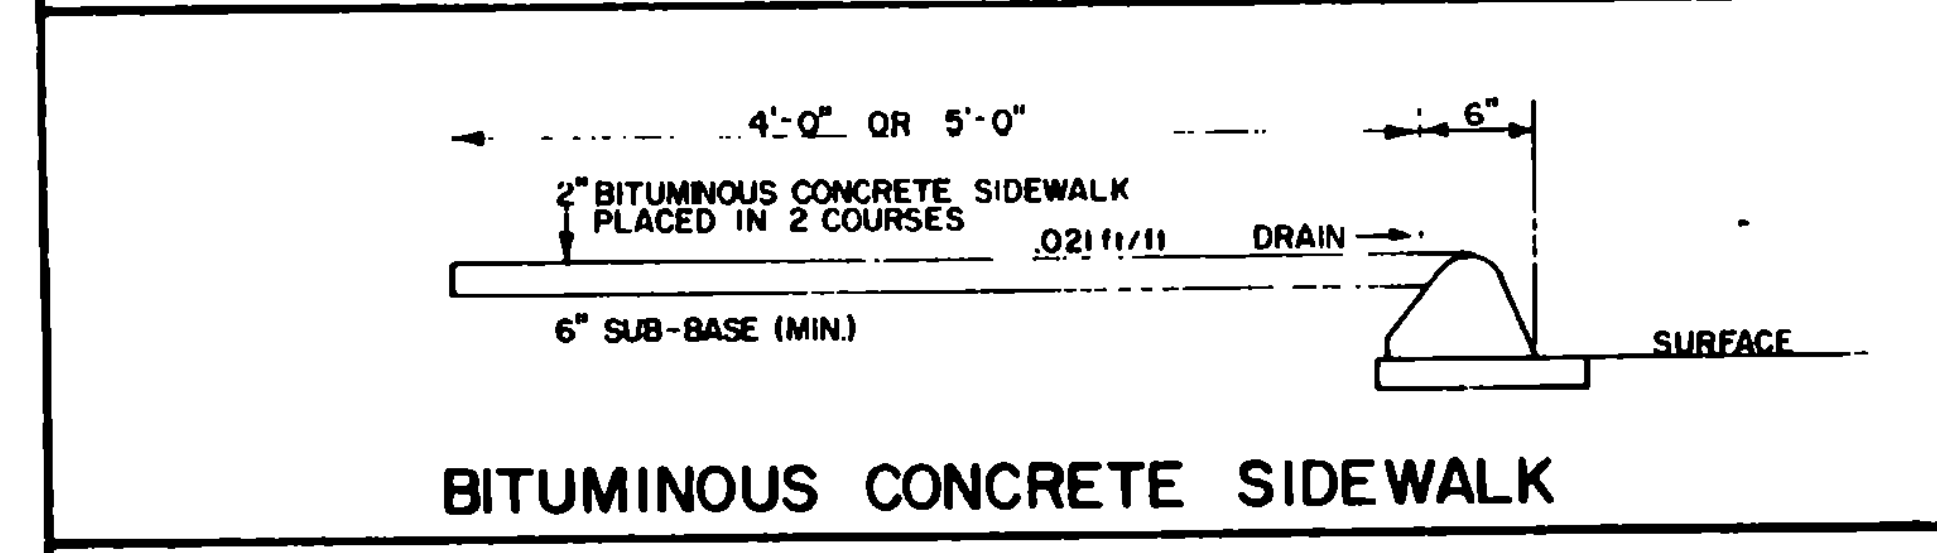 4'-0" OR 5'-0"
6"
2" BITUMINOUS CONCRETE SIDEWALK
PLACED IN 2 COURSES
.021 ft/ft
DRAIN
6" SUB-BASE (MIN.)
SURFACE
BITUMINOUS CONCRETE SIDEWALK